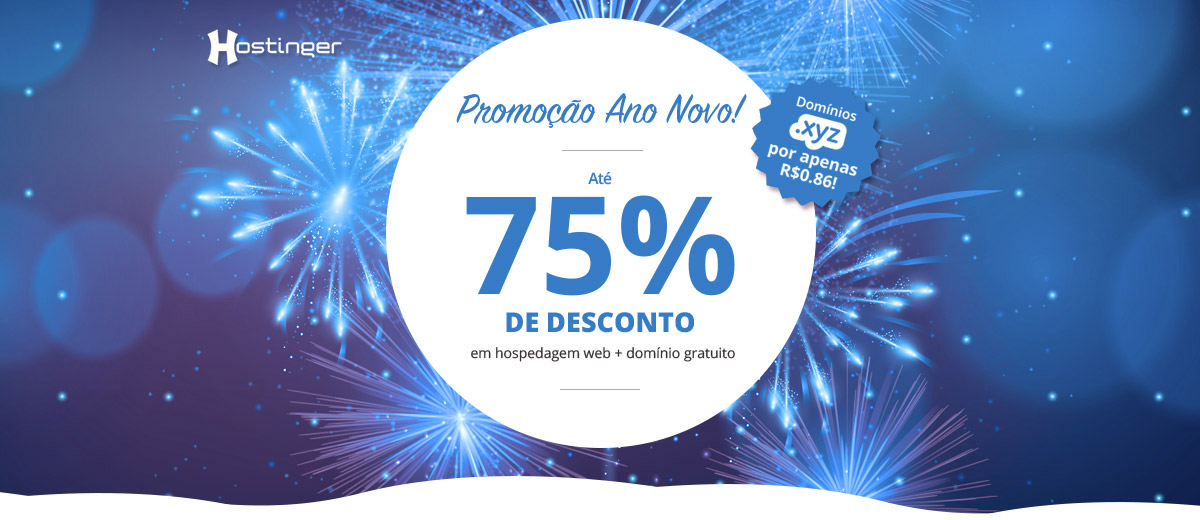 Hostinger
Promoção Ano Novo!
Até
75%
DE DESCONTO
em hospedagem web + domínio gratuito
Domínios
.xyz
por apenas
R$0.86!